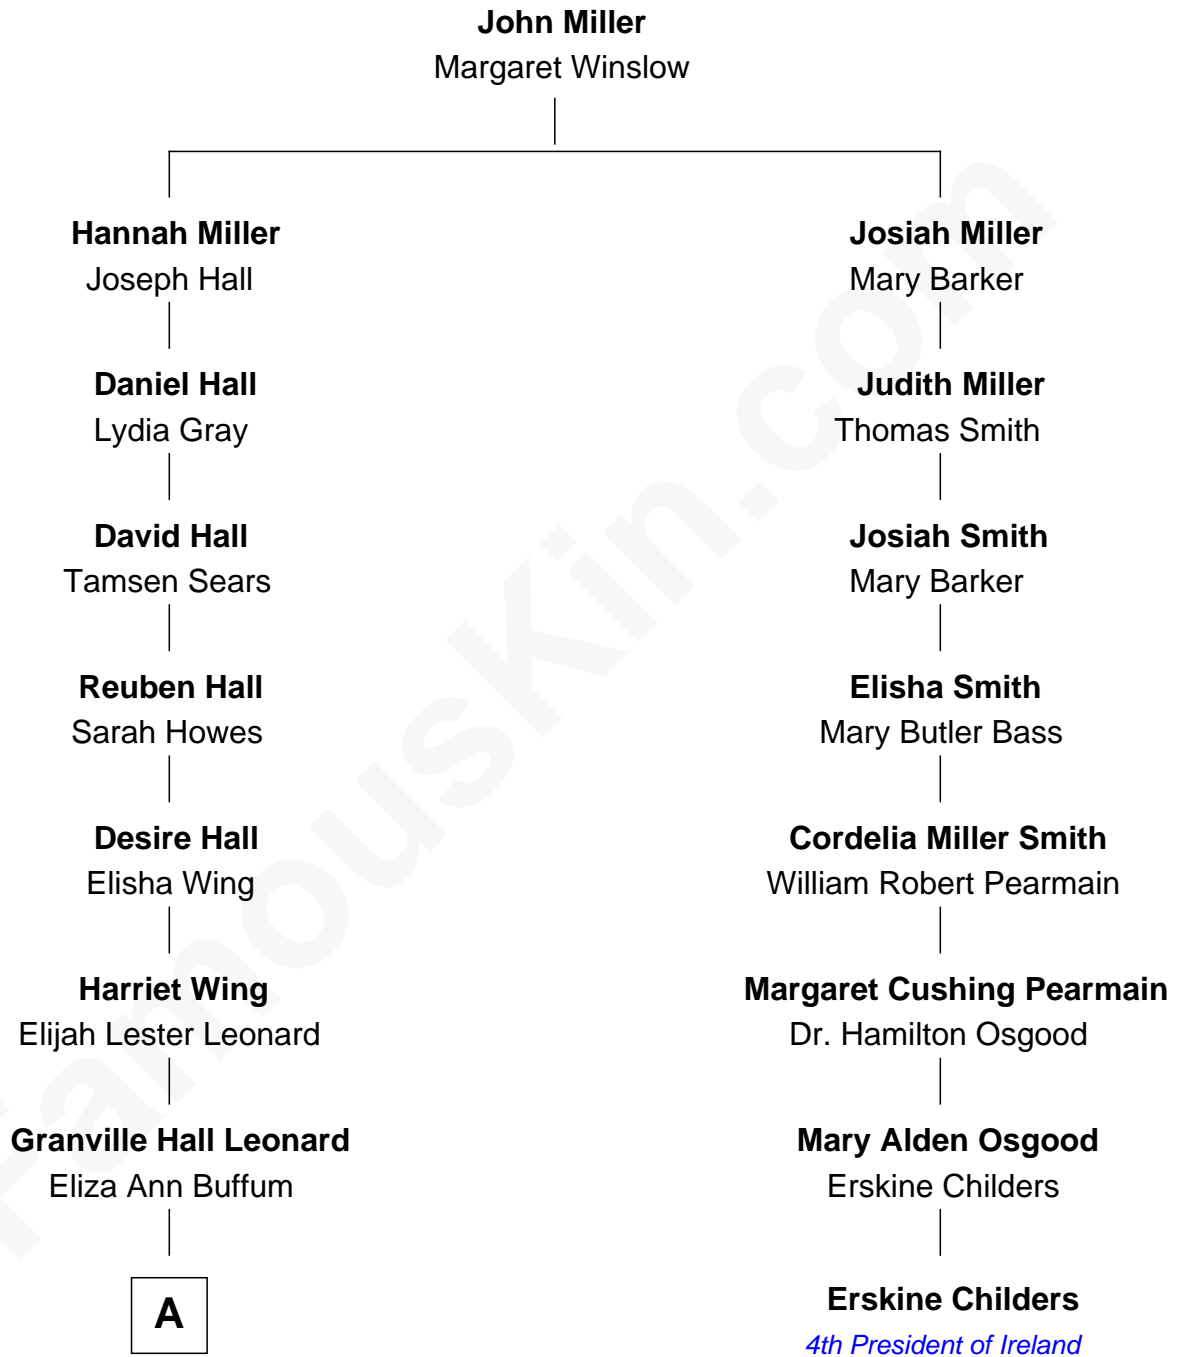 John Miller
Margaret Winslow
Hannah Miller
Joseph Hall
Daniel Hall
Lydia Gray
David Hall
Tamsen Sears
Reuben Hall
Sarah Howes
Desire Hall
Elisha Wing
Harriet Wing
Elijah Lester Leonard
Granville Hall Leonard
Eliza Ann Buffum
A
Josiah Miller
Mary Barker
Judith Miller
Thomas Smith
Josiah Smith
Mary Barker
Elisha Smith
Mary Butler Bass
Cordelia Miller Smith
William Robert Pearmain
Margaret Cushing Pearmain
Dr. Hamilton Osgood
Mary Alden Osgood
Erskine Childers
Erskine Childers
4th President of Ireland
FamousKin.com